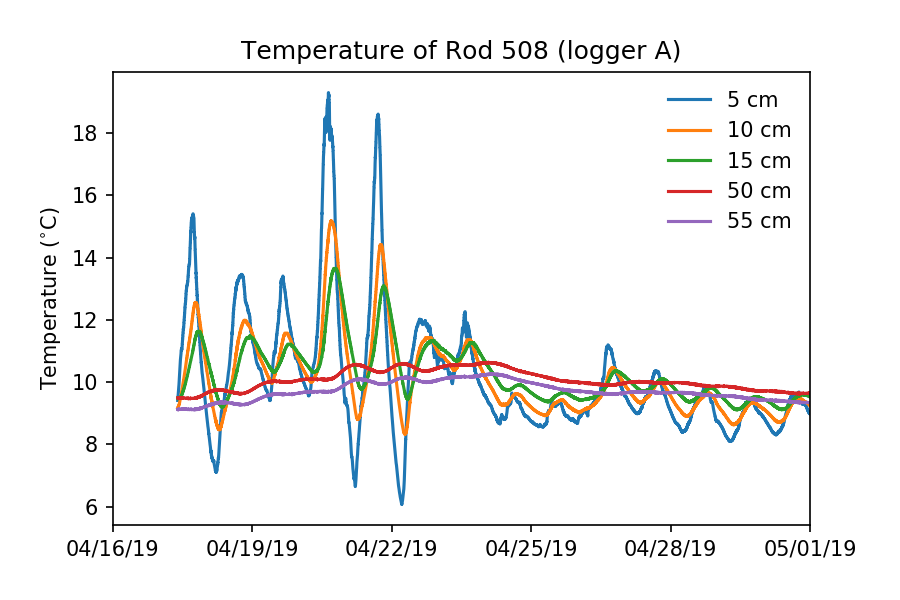 Temperature of Rod 508 (logger A)
5 cm
10 cm
15 cm
50 cm
55 cm
Temperature (°C)
18
16
14
12
10
8
6
04/16/19 04/19/19 04/22/19 04/25/19 04/28/19 05/01/19